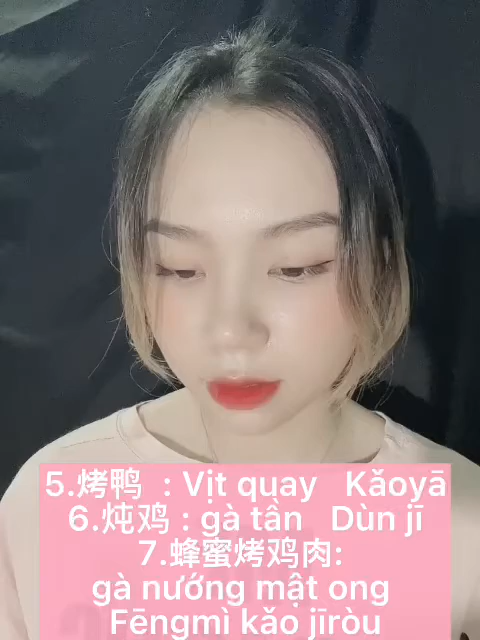 5.烤鸭 : Vịt quay Kǎoyā
6.炖鸡 : gà tần Dùn jī
7.蜂蜜烤鸡肉:
gà nướng mật ong
Fēngmì kǎo jīròu